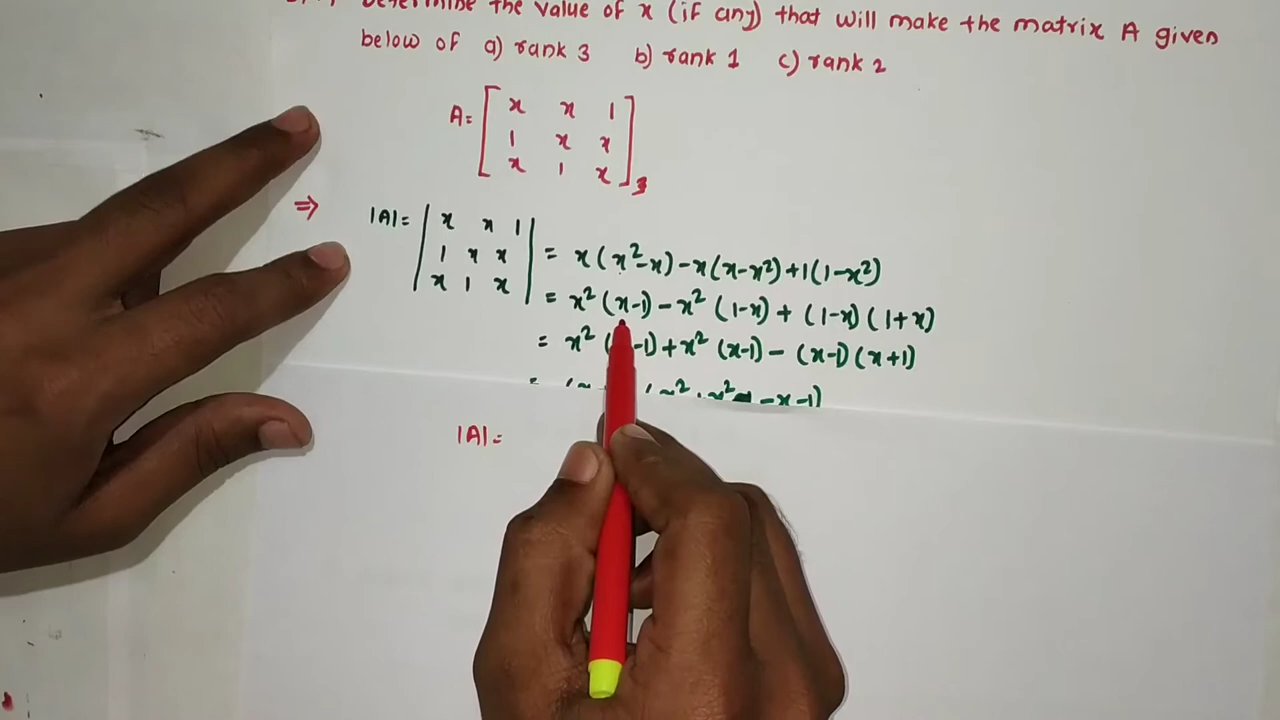 Determine the value of x (if any) that will make the matrix A given
below of a) rank 3 b) rank 1 c) rank 2
A= [ x x 1
1 x x
x 1 x ]3
⇒ |A|= | x x 1
1 x x
x 1 x | = x(x²-x)-x(x-x²)+1(1-x²)
= x²(x-1)-x²(1-x)+(1-x)(1+x)
= x²( -1)+x²(x-1)-(x-1)(x+1)
-x-1)
|A|=